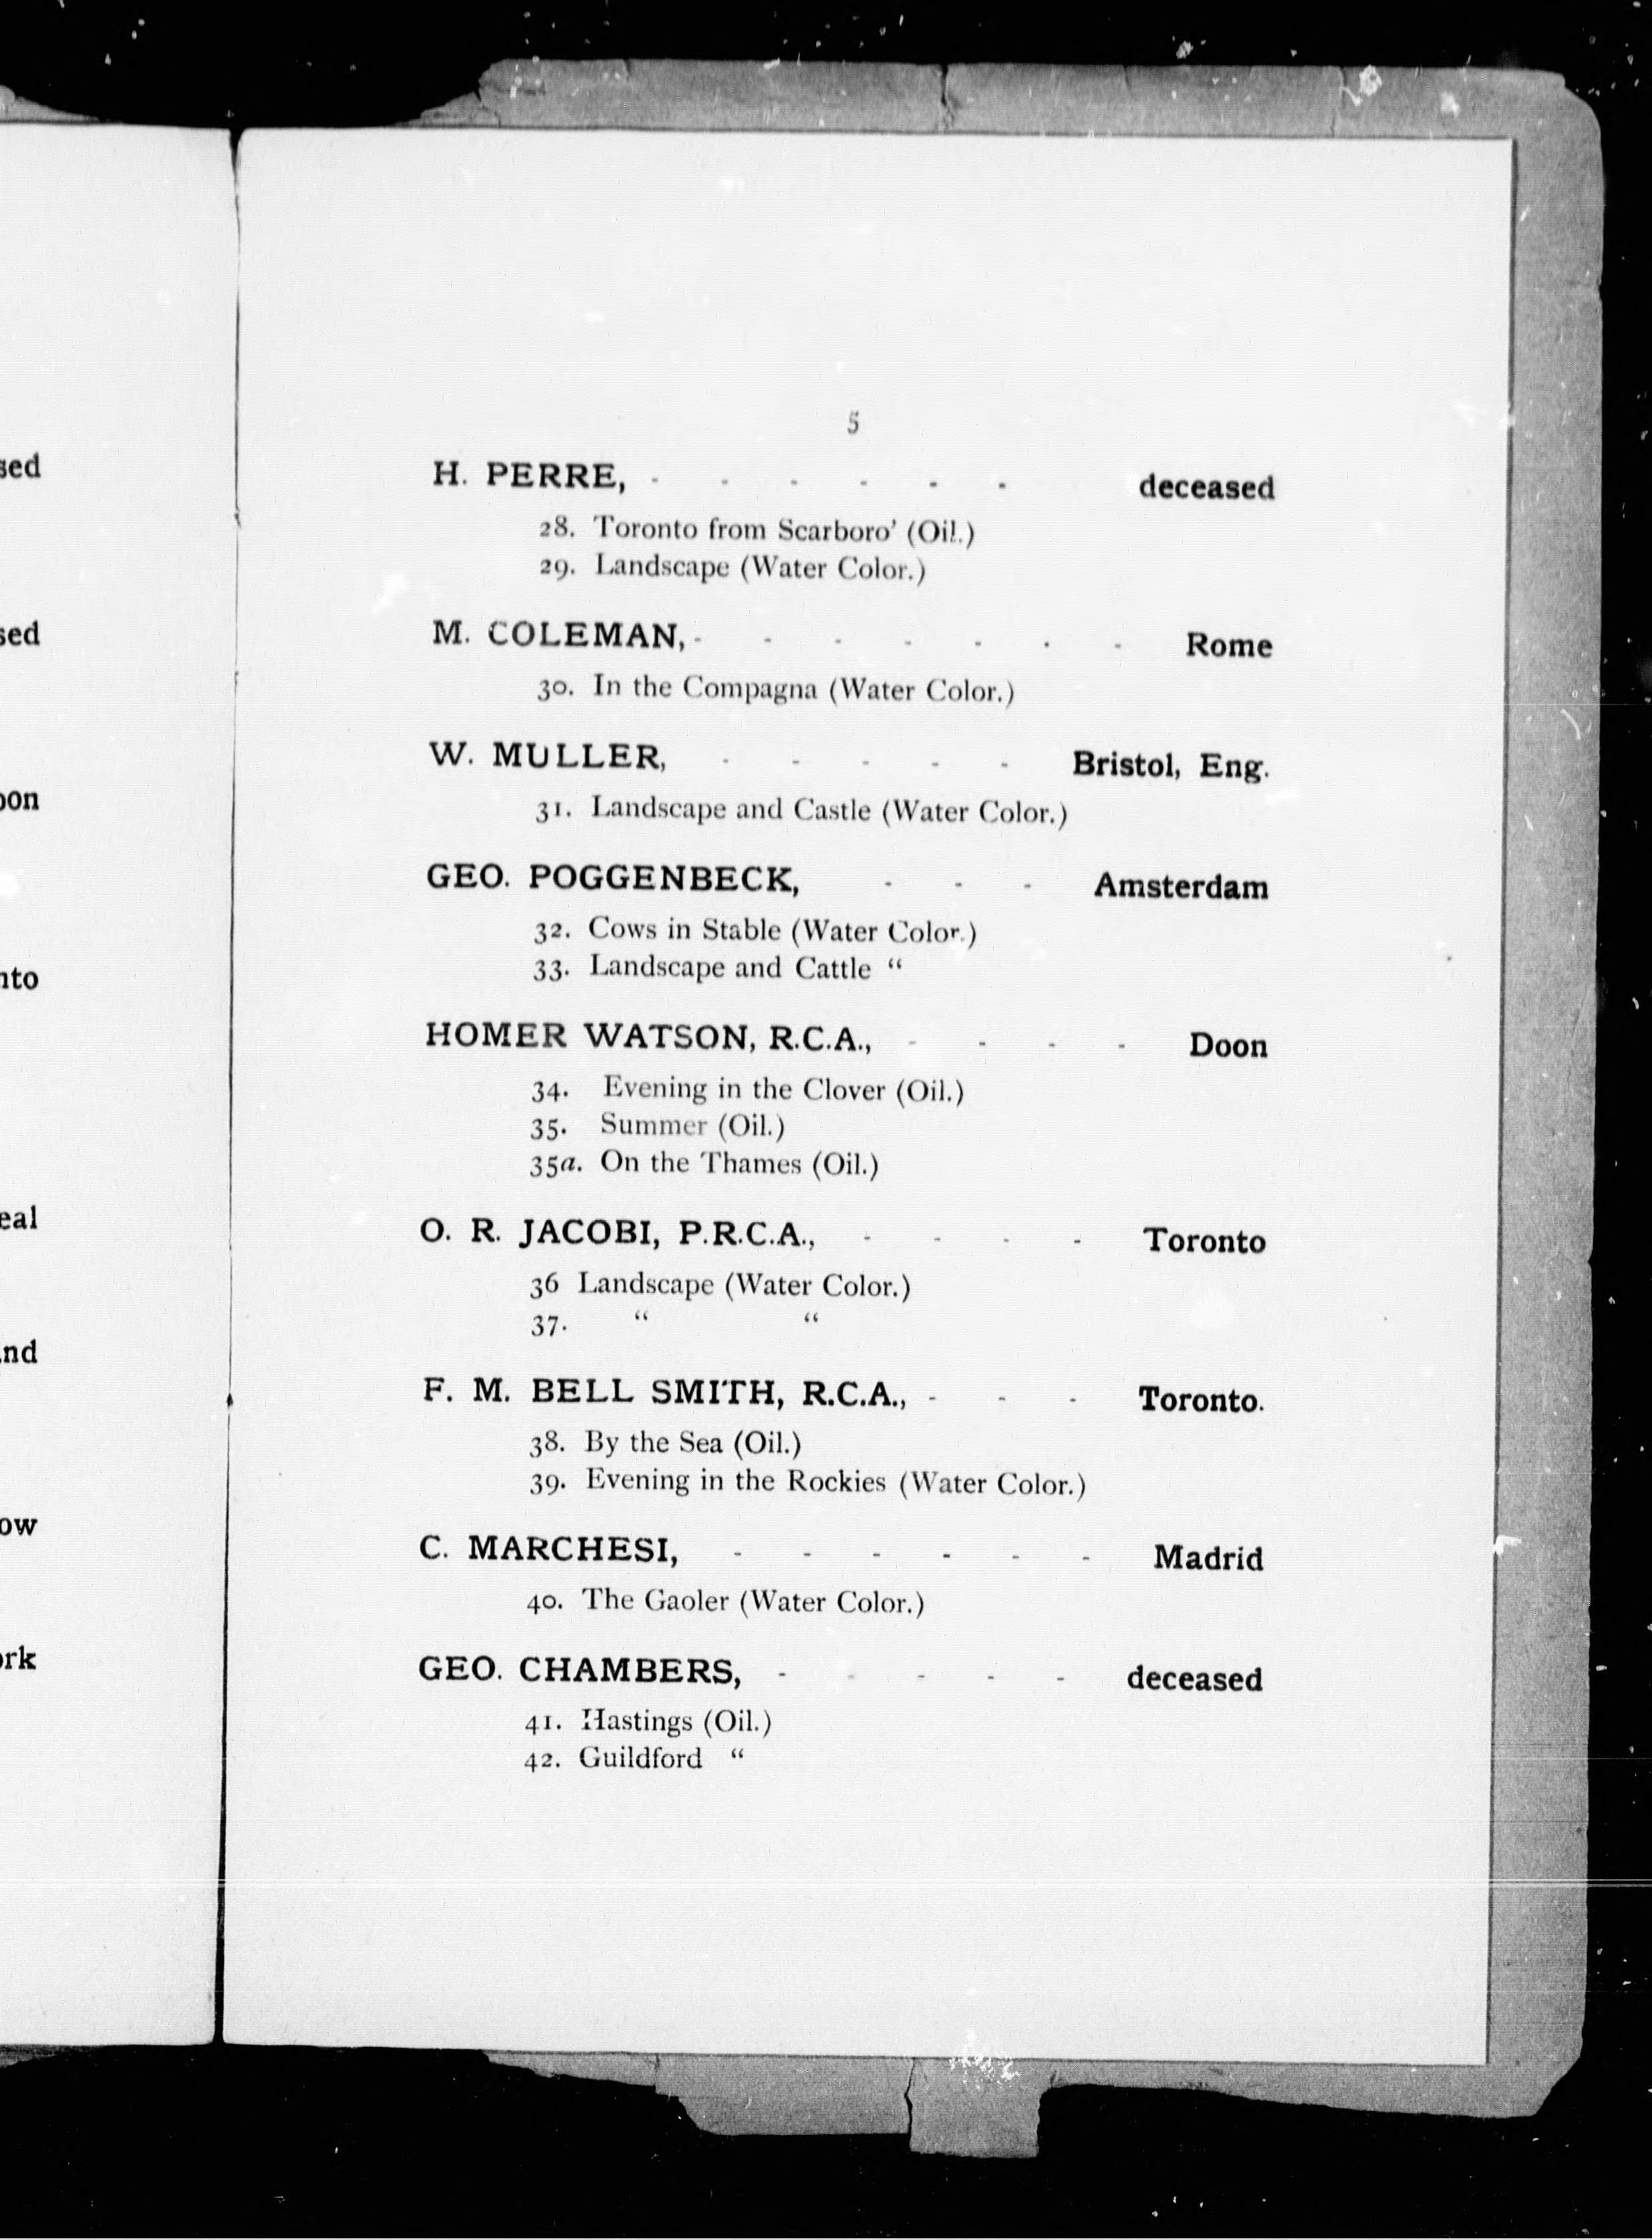 5
H. PERRE, - - - - - - deceased
28. Toronto from Scarboro' (Oil.)
29. Landscape (Water Color.)
M. COLEMAN, - - - - - - - Rome
30. In the Compagna (Water Color.)
W. MULLER, - - - - - Bristol, Eng.
31. Landscape and Castle (Water Color.)
GEO. POGGENBECK, - - - Amsterdam
32. Cows in Stable (Water Color.)
33. Landscape and Cattle “
HOMER WATSON, R.C.A., - - - - Doon
34. Evening in the Clover (Oil.)
35. Summer (Oil.)
35a. On the Thames (Oil.)
O. R. JACOBI, P.R.C.A., - - - - Toronto
36 Landscape (Water Color.)
37. “ “
F. M. BELL SMITH, R.C.A., - - - Toronto.
38. By the Sea (Oil.)
39. Evening in the Rockies (Water Color.)
C. MARCHESI, - - - - - - Madrid
40. The Gaoler (Water Color.)
GEO. CHAMBERS, - - - - - deceased
41. Hastings (Oil.)
42. Guildford “